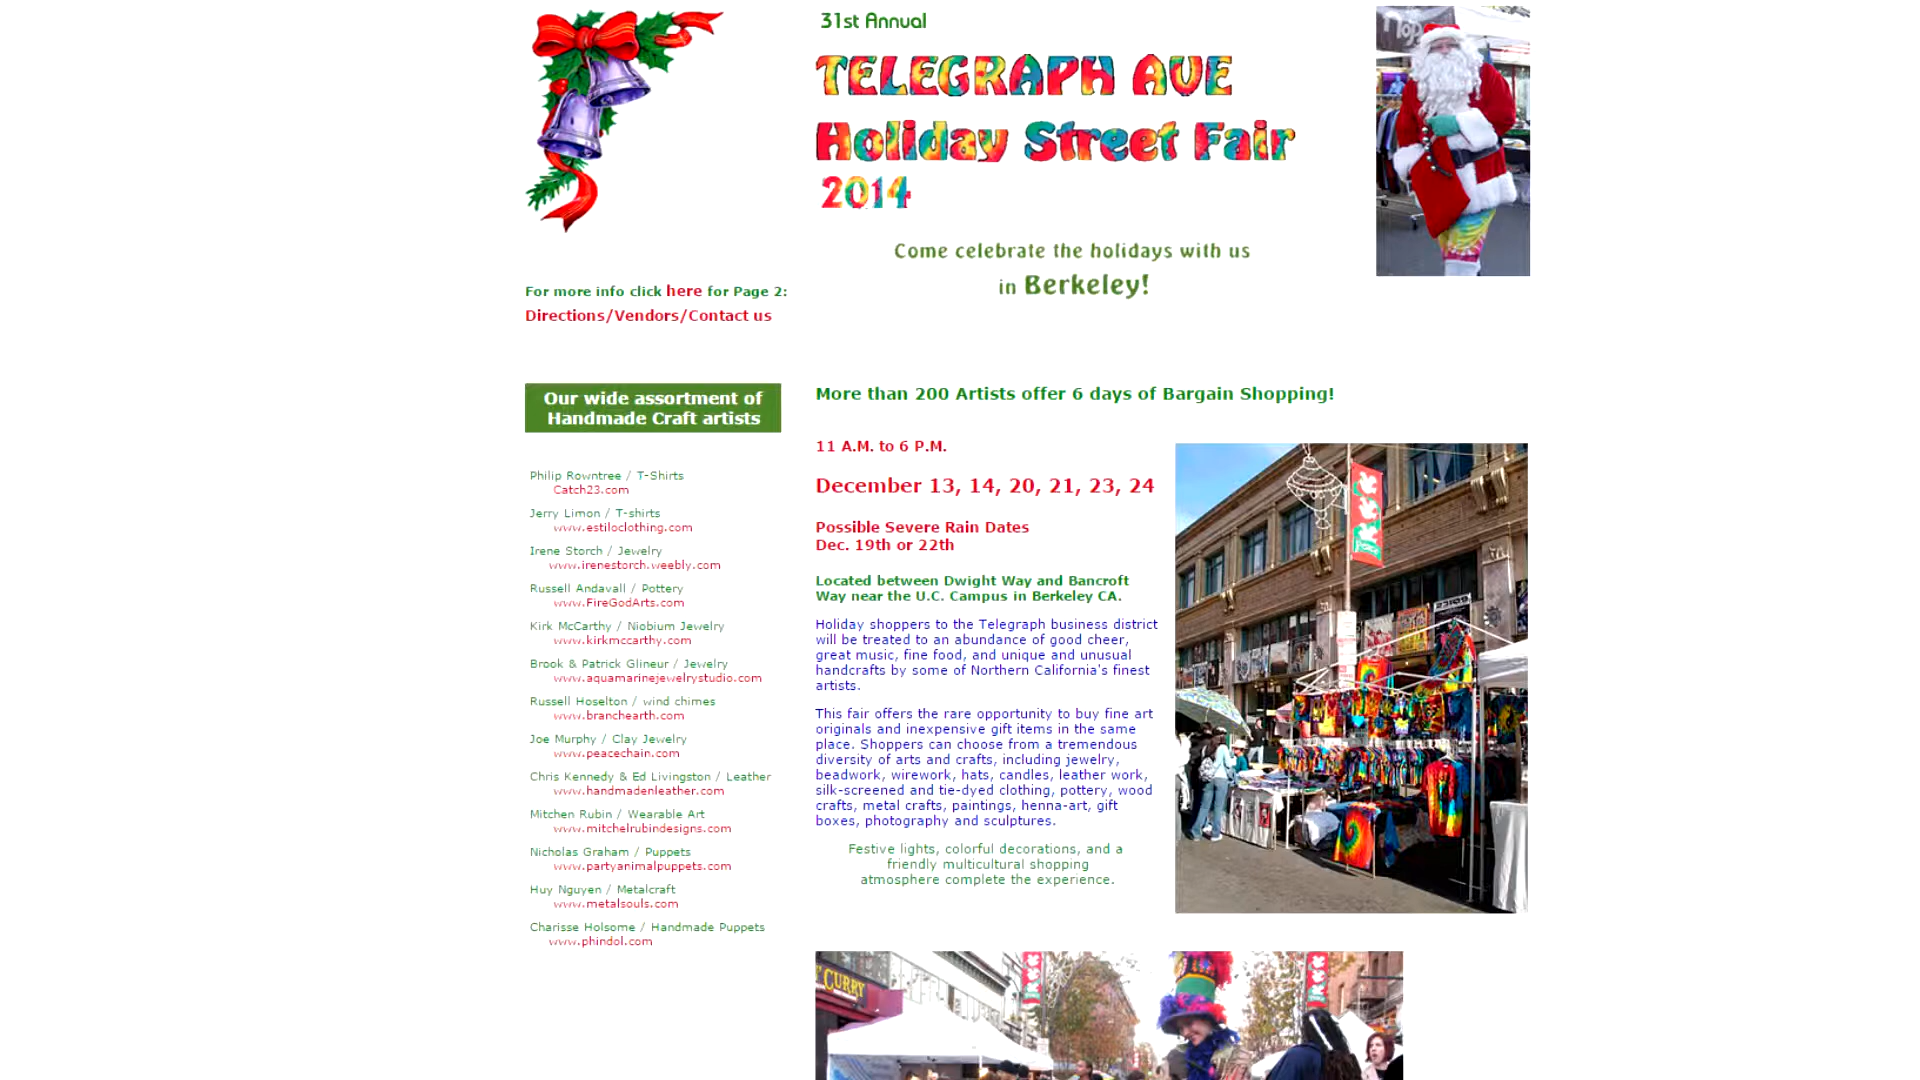 31st Annual
TELEGRAPH AVE
Holiday Street Fair
2014
Come celebrate the holidays with us
in Berkeley!
For more info click here for Page 2:
Directions/Vendors/Contact us
Our wide assortment of
Handmade Craft artists
Philip Rowntree / T-Shirts
Catch23.com
Jerry Limon / T-shirts
www.estiloclothing.com
Irene Storch / Jewelry
www.irenestorch.weebly.com
Russell Andavall / Pottery
www.FireGodArts.com
Kirk McCarthy / Niobium Jewelry
www.kirkmccarthy.com
Brook & Patrick Glineur / Jewelry
www.aquamarinejewelrystudio.com
Russell Hoselton / wind chimes
www.branchearth.com
Joe Murphy / Clay Jewelry
www.peacechain.com
Chris Kennedy & Ed Livingston / Leather
www.handmadenleather.com
Mitchen Rubin / Wearable Art
www.mitchelrubindesigns.com
Nicholas Graham / Puppets
www.partyanimalpuppets.com
Huy Nguyen / Metalcraft
www.metalsouls.com
Charisse Holsome / Handmade Puppets
www.phindol.com
More than 200 Artists offer 6 days of Bargain Shopping!
11 A.M. to 6 P.M.
December 13, 14, 20, 21, 23, 24
Possible Severe Rain Dates
Dec. 19th or 22th
Located between Dwight Way and Bancroft
Way near the U.C. Campus in Berkeley CA.
Holiday shoppers to the Telegraph business district
will be treated to an abundance of good cheer,
great music, fine food, and unique and unusual
handcrafts by some of Northern California's finest
artists.
This fair offers the rare opportunity to buy fine art
originals and inexpensive gift items in the same
place. Shoppers can choose from a tremendous
diversity of arts and crafts, including jewelry,
beadwork, wirework, hats, candles, leather work,
silk-screened and tie-dyed clothing, pottery, wood
crafts, metal crafts, paintings, henna-art, gift
boxes, photography and sculptures.
Festive lights, colorful decorations, and a
friendly multicultural shopping
atmosphere complete the experience.
Peace
CURRY